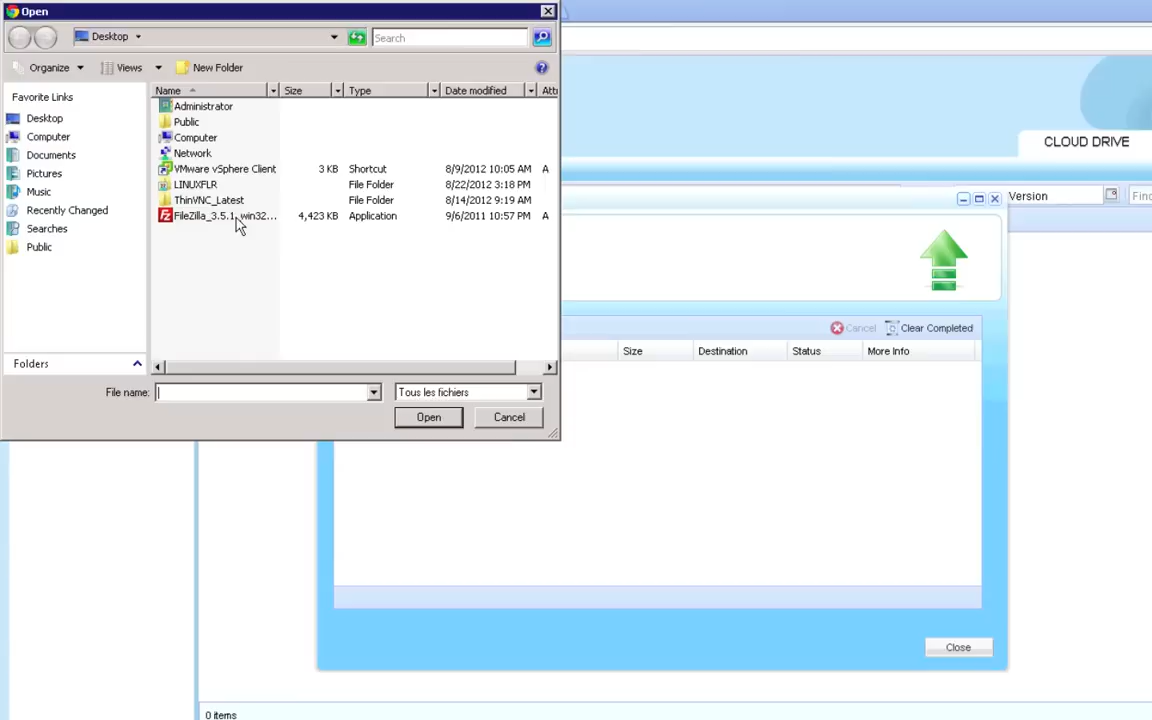 Open
Desktop
Search
Organize
Views
New Folder
Favorite Links
Desktop
Computer
Documents
Pictures
Music
Recently Changed
Searches
Public
Folders
Name
Size
Type
Date modified
Att
Administrator
Public
Computer
Network
VMware vSphere Client 3 KB Shortcut 8/9/2012 10:05 AM A
LINUXFLR File Folder 8/22/2012 3:18 PM
ThinVNC_Latest File Folder 8/14/2012 9:19 AM
FileZilla_3.5.1_win32... 4,423 KB Application 9/6/2011 10:57 PM A
File name:
Tous les fichiers
Open
Cancel
CLOUD DRIVE
Version
Find
Cancel
Clear Completed
Size
Destination
Status
More Info
Close
0 items